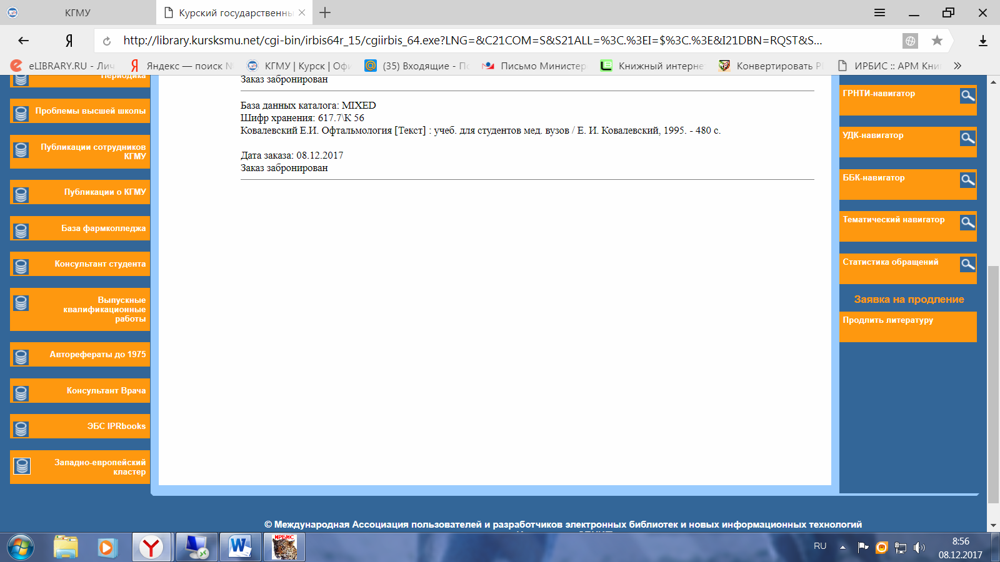 КГМУ
Курский государственны
http://library.kursksmu.net/cgi-bin/irbis64r_15/cgiirbis_64.exe?LNG=&C21COM=S&S21ALL=%3C.%3EI=$%3C.%3E&I21DBN=RQST&S...
eLIBRARY.RU - Лич
Яндекс — поиск
КГМУ | Курск | Офи
(35) Входящие - По
Письмо Министер
Книжный интерне
Конвертировать
ИРБИС :: АРМ Книг
Периодика
Проблемы высшей школы
Публикации сотрудников
КГМУ
Публикации о КГМУ
База фармколледжа
Консультант студента
Выпускные
квалификационные
работы
Авторефераты до 1975
Консультант Врача
ЭБС IPRbooks
Западно-европейский
кластер
Заказ забронирован
База данных каталога: MIXED
Шифр хранения: 617.7\К 56
Ковалевский Е.И. Офтальмология [Текст] : учеб. для студентов мед. вузов / Е. И. Ковалевский, 1995. - 480 с.
Дата заказа: 08.12.2017
Заказ забронирован
ГРНТИ-навигатор
УДК-навигатор
ББК-навигатор
Тематический навигатор
Статистика обращений
Заявка на продление
Продлить литературу
© Международная Ассоциация пользователей и разработчиков электронных библиотек и новых информационных технологий
ИРБИС
RU
8:56
08.12.2017